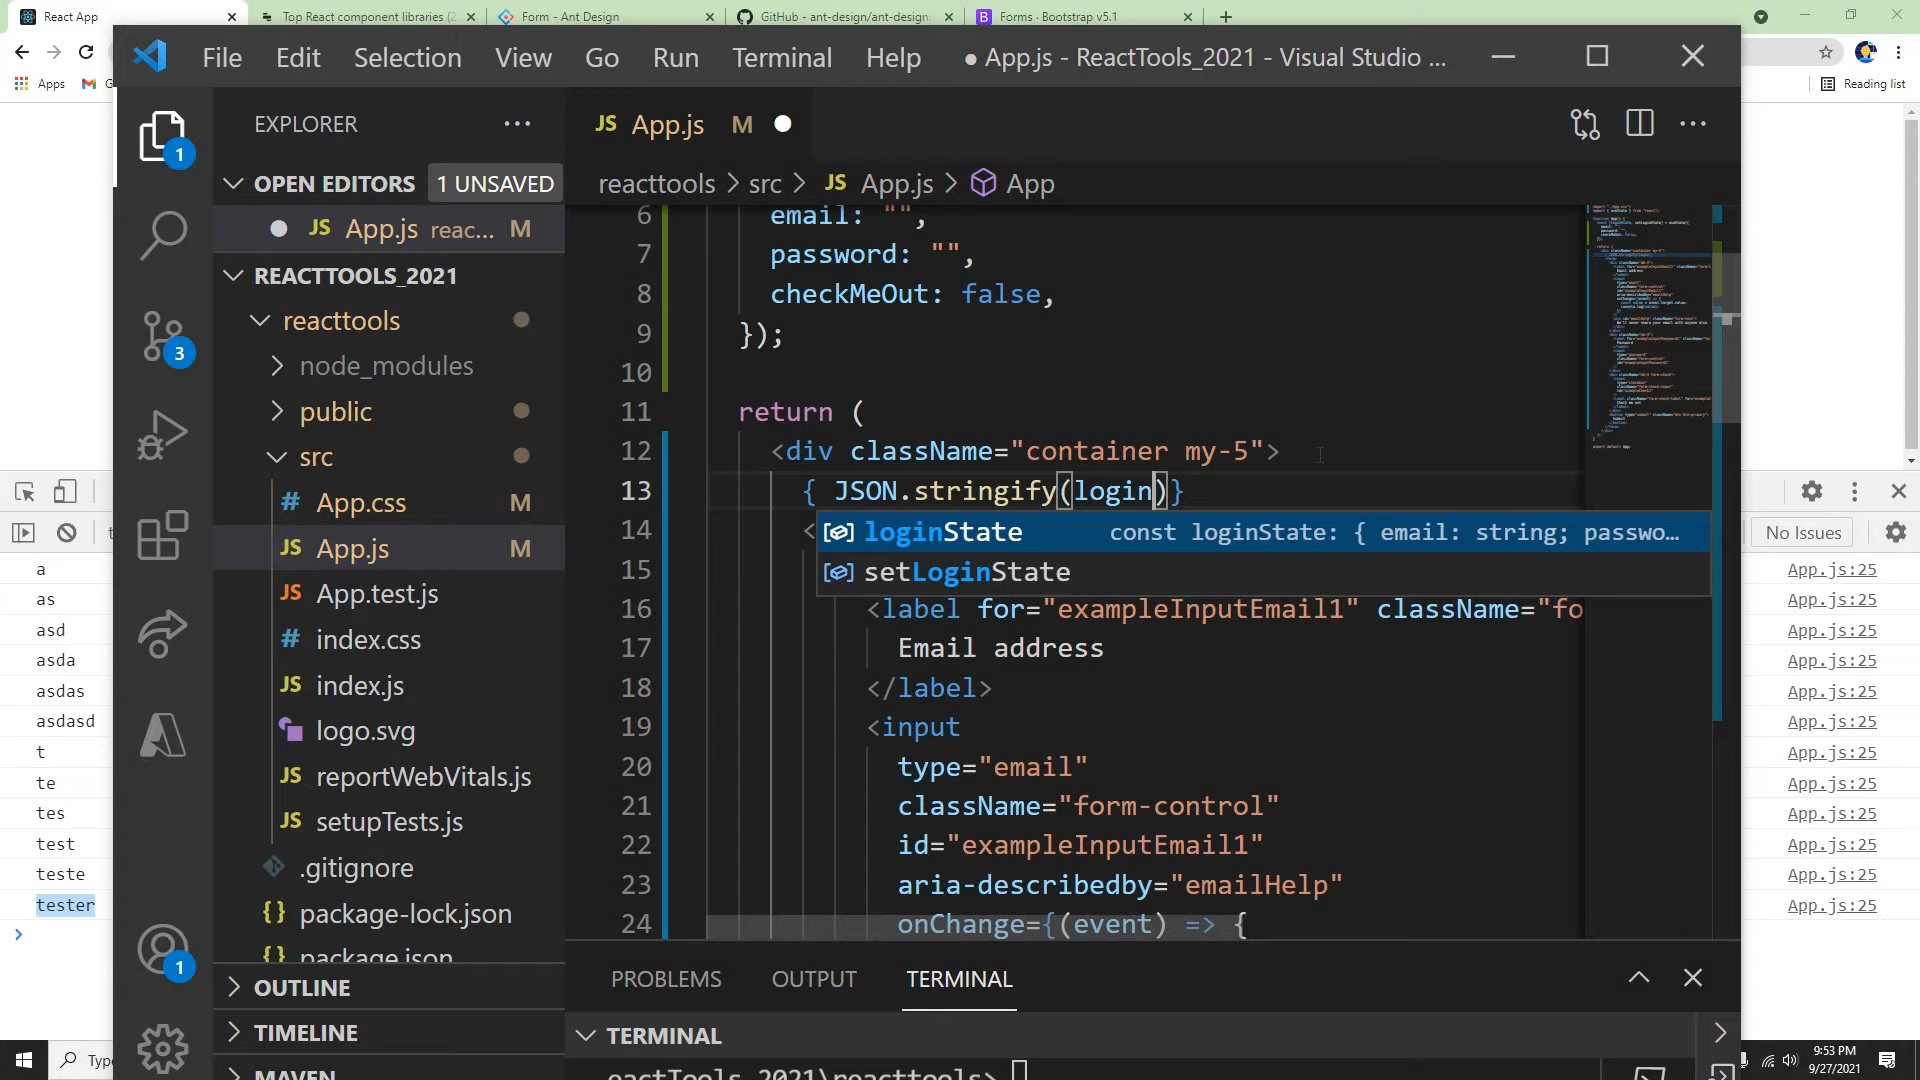 React App
Top React component libraries (2
Form - Ant Design
GitHub - ant-design/ant-design
Forms · Bootstrap v5.1
Apps
G
Reading list
File Edit Selection View Go Run Terminal Help
● App.js - ReactTools_2021 - Visual Studio ...
EXPLORER
1
OPEN EDITORS
1 UNSAVED
JS App.js reac... M
REACTTOOLS_2021
reacttools
node_modules
public
src
# App.css M
JS App.js M
JS App.test.js
# index.css
JS index.js
logo.svg
JS reportWebVitals.js
JS setupTests.js
.gitignore
{} package-lock.json
package.json
OUTLINE
TIMELINE
MAVEN
3
1
JS App.js M
reacttools > src > JS App.js > App
6 email: "",
7 password: "",
8 checkMeOut: false,
9 });
10
11 return (
12 <div className="container my-5">
13 { JSON.stringify(login)}
14 <
loginState const loginState: { email: string; passwo...
setLoginState
15
16 <label for="exampleInputEmail1" className="fo
17 Email address
18 </label>
19 <input
20 type="email"
21 className="form-control"
22 id="exampleInputEmail1"
23 aria-describedby="emailHelp"
24 onChange={(event) => {
PROBLEMS OUTPUT TERMINAL
TERMINAL
eactTools_2021\reacttools>
No Issues
a App.js:25
as App.js:25
asd App.js:25
asda App.js:25
asdas App.js:25
asdasd App.js:25
t App.js:25
te App.js:25
tes App.js:25
test App.js:25
teste App.js:25
tester App.js:25
Typ
9:53 PM
9/27/2021